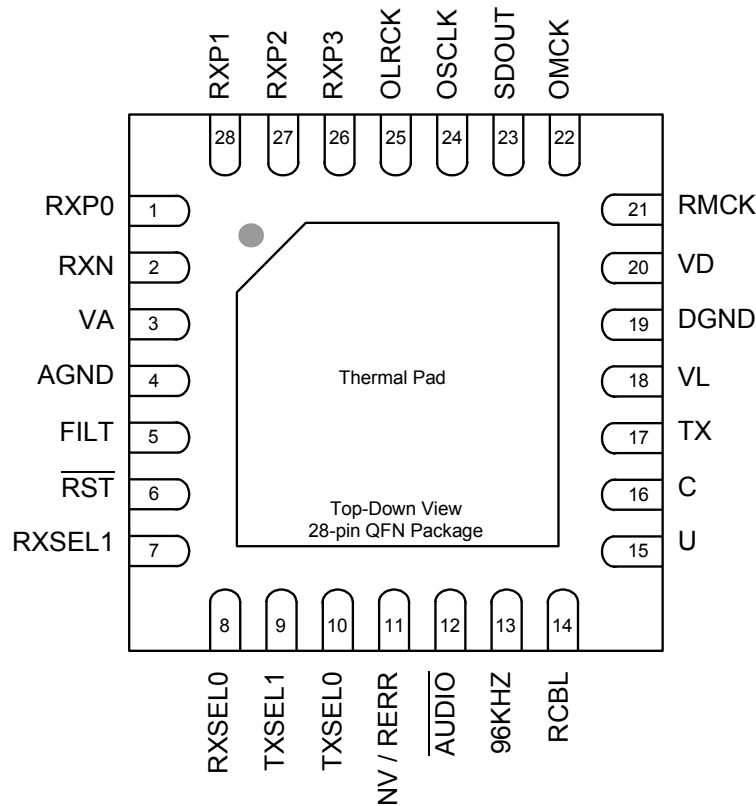 RXP1
RXP2
RXP3
OLRCK
OSCLK
SDOUT
OMCK
28
27
26
25
24
23
22
RXP0
1
RXN
2
VA
3
AGND
4
FILT
5
RST
6
RXSEL1
7
21
RMCK
20
VD
19
DGND
18
VL
17
TX
16
C
15
U
Thermal Pad
Top-Down View
28-pin QFN Package
8
9
10
11
12
13
14
RXSEL0
TXSEL1
TXSEL0
NV / RERR
AUDIO
96KHZ
RCBL